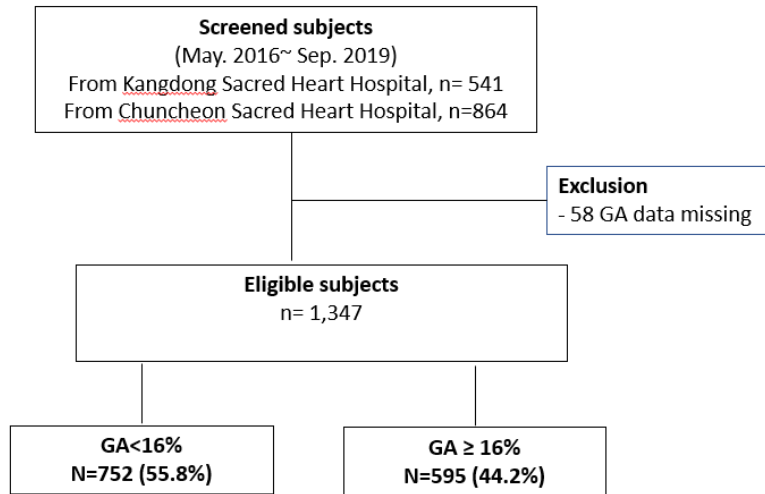 Screened subjects
(May. 2016~ Sep. 2019)
From Kangdong Sacred Heart Hospital, n= 541
From Chuncheon Sacred Heart Hospital, n=864
Exclusion
- 58 GA data missing
Eligible subjects
n= 1,347
GA<16%
N=752 (55.8%)
GA ≥ 16%
N=595 (44.2%)